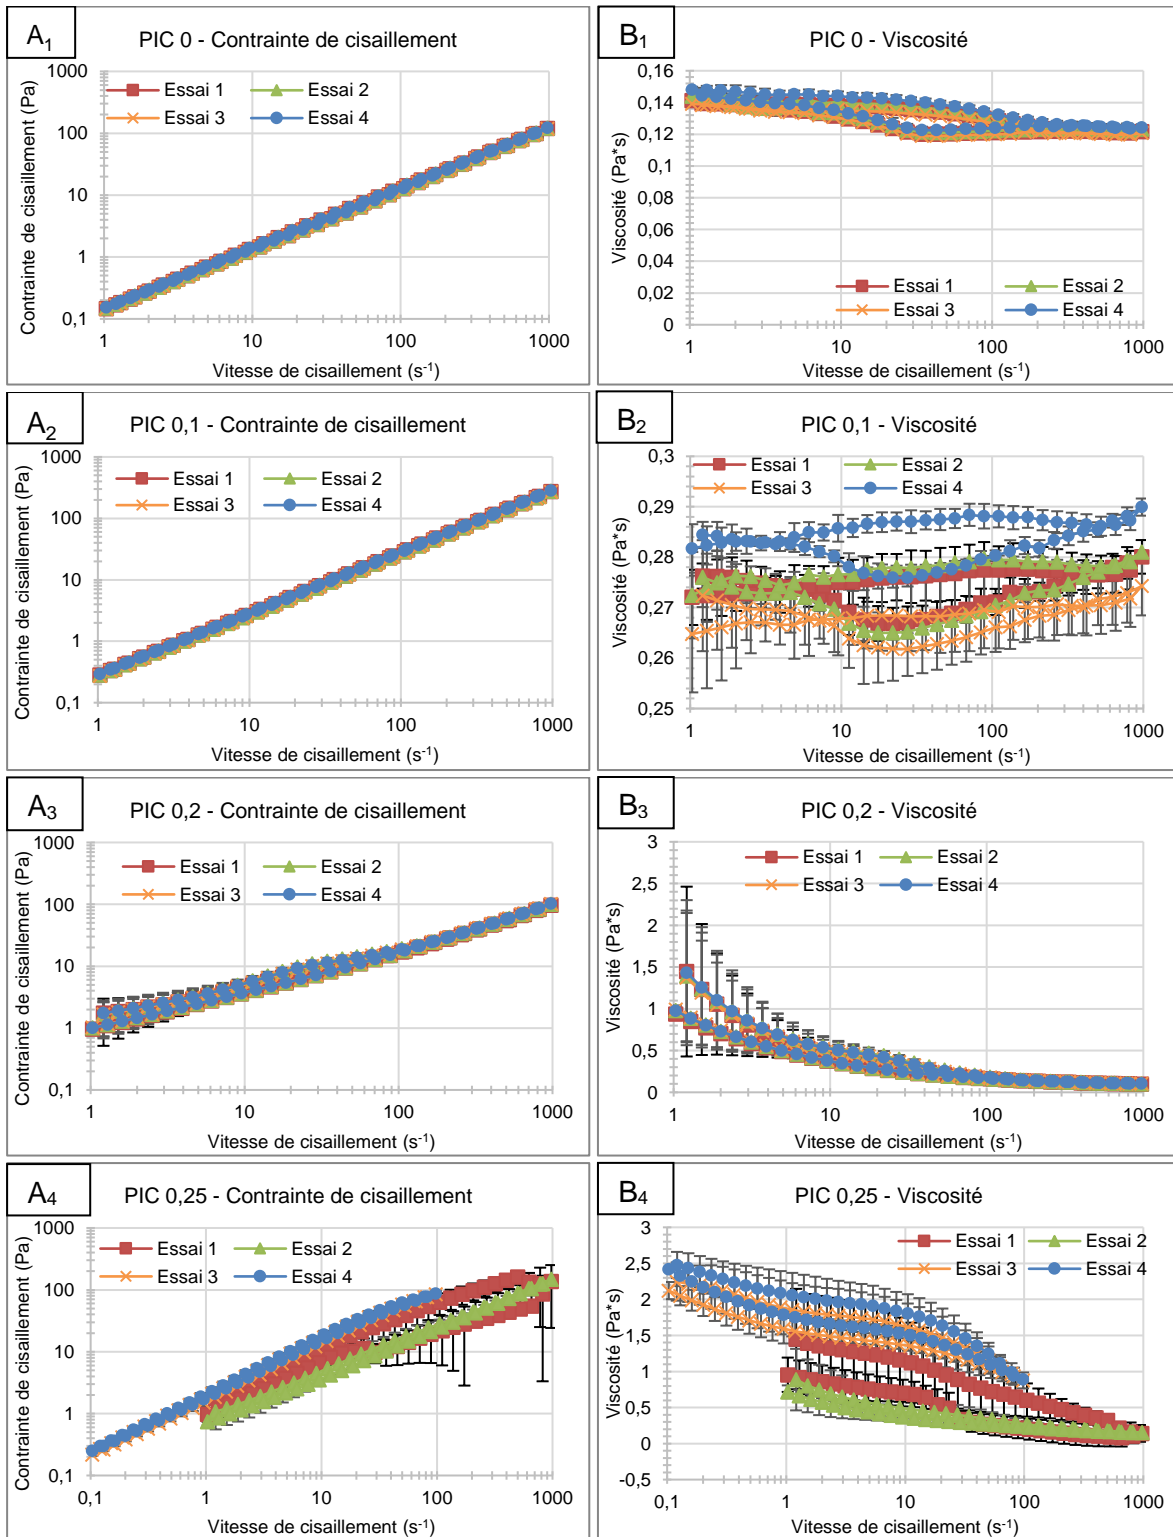 A1
PIC 0 - Contrainte de cisaillement
Contrainte de cisaillement (Pa)
1000
100
10
1
0,1
Essai 1
Essai 2
Essai 3
Essai 4
1
10
100
1000
Vitesse de cisaillement (s-1)
B1
PIC 0 - Viscosité
Viscosité (Pa*s)
0,16
0,14
0,12
0,1
0,08
0,06
0,04
0,02
0
Essai 1
Essai 2
Essai 3
Essai 4
1
10
100
1000
Vitesse de cisaillement (s-1)
A2
PIC 0,1 - Contrainte de cisaillement
Contrainte de cisaillement (Pa)
1000
100
10
1
0,1
Essai 1
Essai 2
Essai 3
Essai 4
1
10
100
1000
Vitesse de cisaillement (s-1)
B2
PIC 0,1 - Viscosité
Viscosité (Pa*s)
0,3
0,29
0,28
0,27
0,26
0,25
Essai 1
Essai 2
Essai 3
Essai 4
1
10
100
1000
Vitesse de cisaillement (s-1)
A3
PIC 0,2 - Contrainte de cisaillement
Contrainte de cisaillement (Pa)
1000
100
10
1
0,1
Essai 1
Essai 2
Essai 3
Essai 4
1
10
100
1000
Vitesse de cisaillement (s-1)
B3
PIC 0,2 - Viscosité
Viscosité (Pa*s)
3
2,5
2
1,5
1
0,5
0
Essai 1
Essai 2
Essai 3
Essai 4
1
10
100
1000
Vitesse de cisaillement (s-1)
A4
PIC 0,25 - Contrainte de cisaillement
Contrainte de cisaillement (Pa)
1000
100
10
1
0,1
Essai 1
Essai 2
Essai 3
Essai 4
0,1
1
10
100
1000
Vitesse de cisaillement (s-1)
B4
PIC 0,25 - Viscosité
Viscosité (Pa*s)
3
2,5
2
1,5
1
0,5
0
-0,5
Essai 1
Essai 2
Essai 3
Essai 4
0,1
1
10
100
1000
Vitesse de cisaillement (s-1)